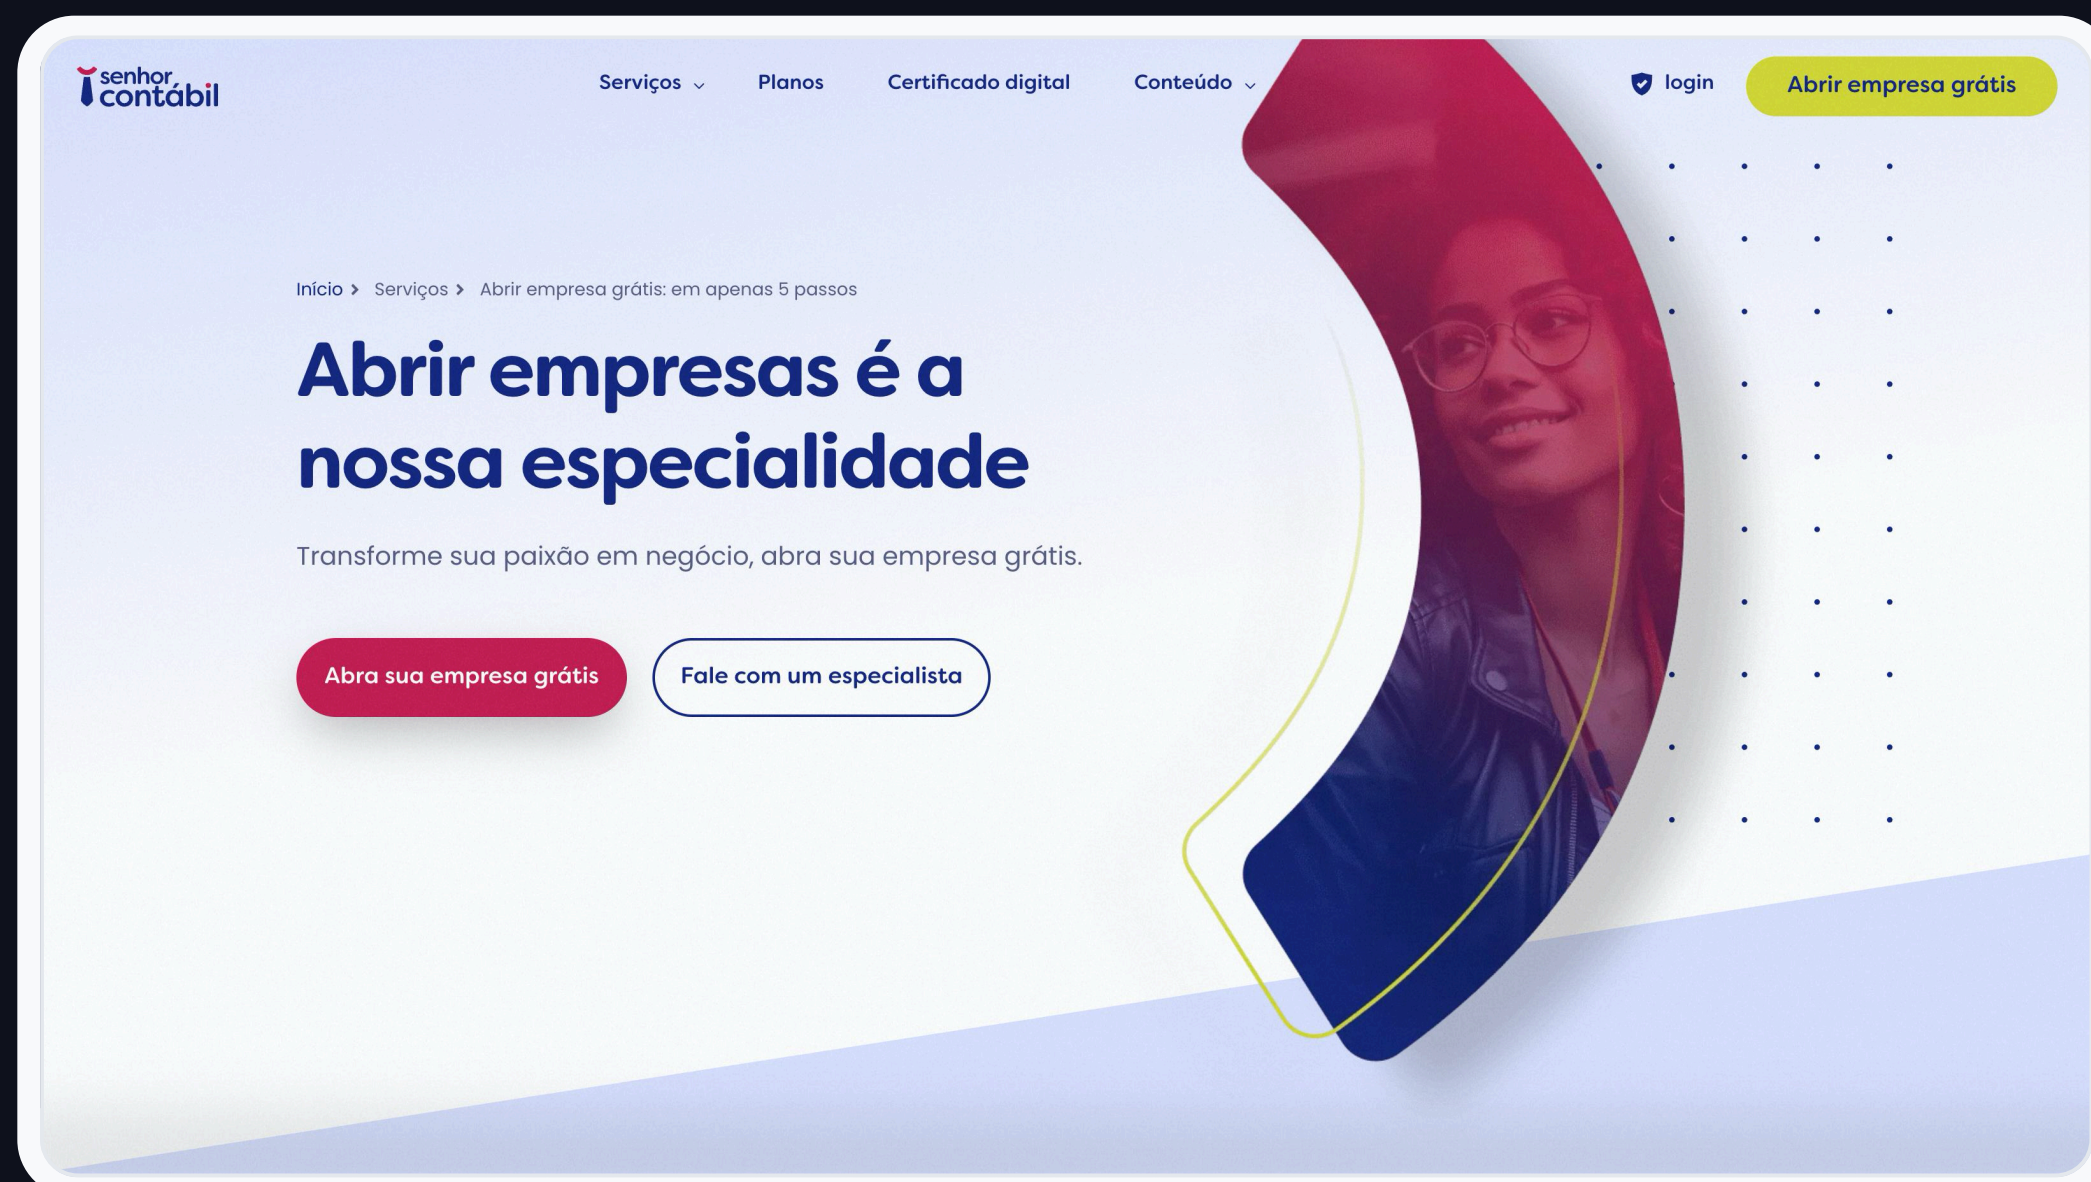 senhor
contábil
Serviços
Planos
Certificado digital
Conteúdo
login
Abrir empresa grátis
Início > Serviços > Abrir empresa grátis: em apenas 5 passos
Abrir empresas é a
nossa especialidade
Transforme sua paixão em negócio, abra sua empresa grátis.
Abra sua empresa grátis
Fale com um especialista